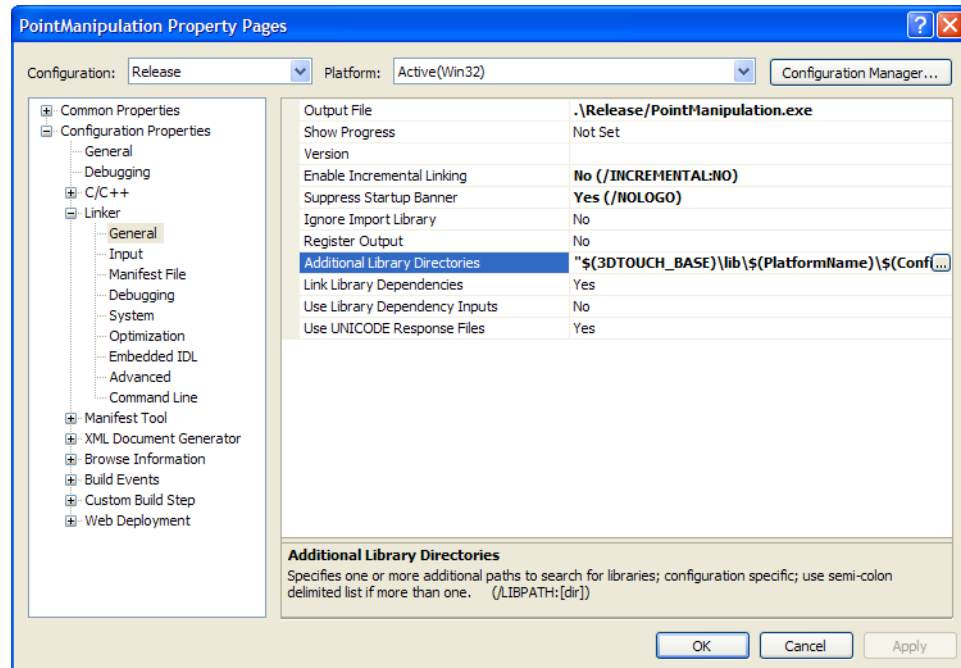 PointManipulation Property Pages
Configuration: Release Platform: Active(Win32) Configuration Manager...
Common Properties
Configuration Properties
General
Debugging
C/C++
Linker
General
Input
Manifest File
Debugging
System
Optimization
Embedded IDL
Advanced
Command Line
Manifest Tool
XML Document Generator
Browse Information
Build Events
Custom Build Step
Web Deployment
Output File .\Release/PointManipulation.exe
Show Progress Not Set
Version
Enable Incremental Linking No (/INCREMENTAL:NO)
Suppress Startup Banner Yes (/NOLOGO)
Ignore Import Library No
Register Output No
Additional Library Directories "$(3DTOUCH_BASE)\lib\$(PlatformName)\$(Confi ...
Link Library Dependencies Yes
Use Library Dependency Inputs No
Use UNICODE Response Files Yes
Additional Library Directories
Specifies one or more additional paths to search for libraries; configuration specific; use semi-colon
delimited list if more than one. (/LIBPATH:[dir])
OK Cancel Apply